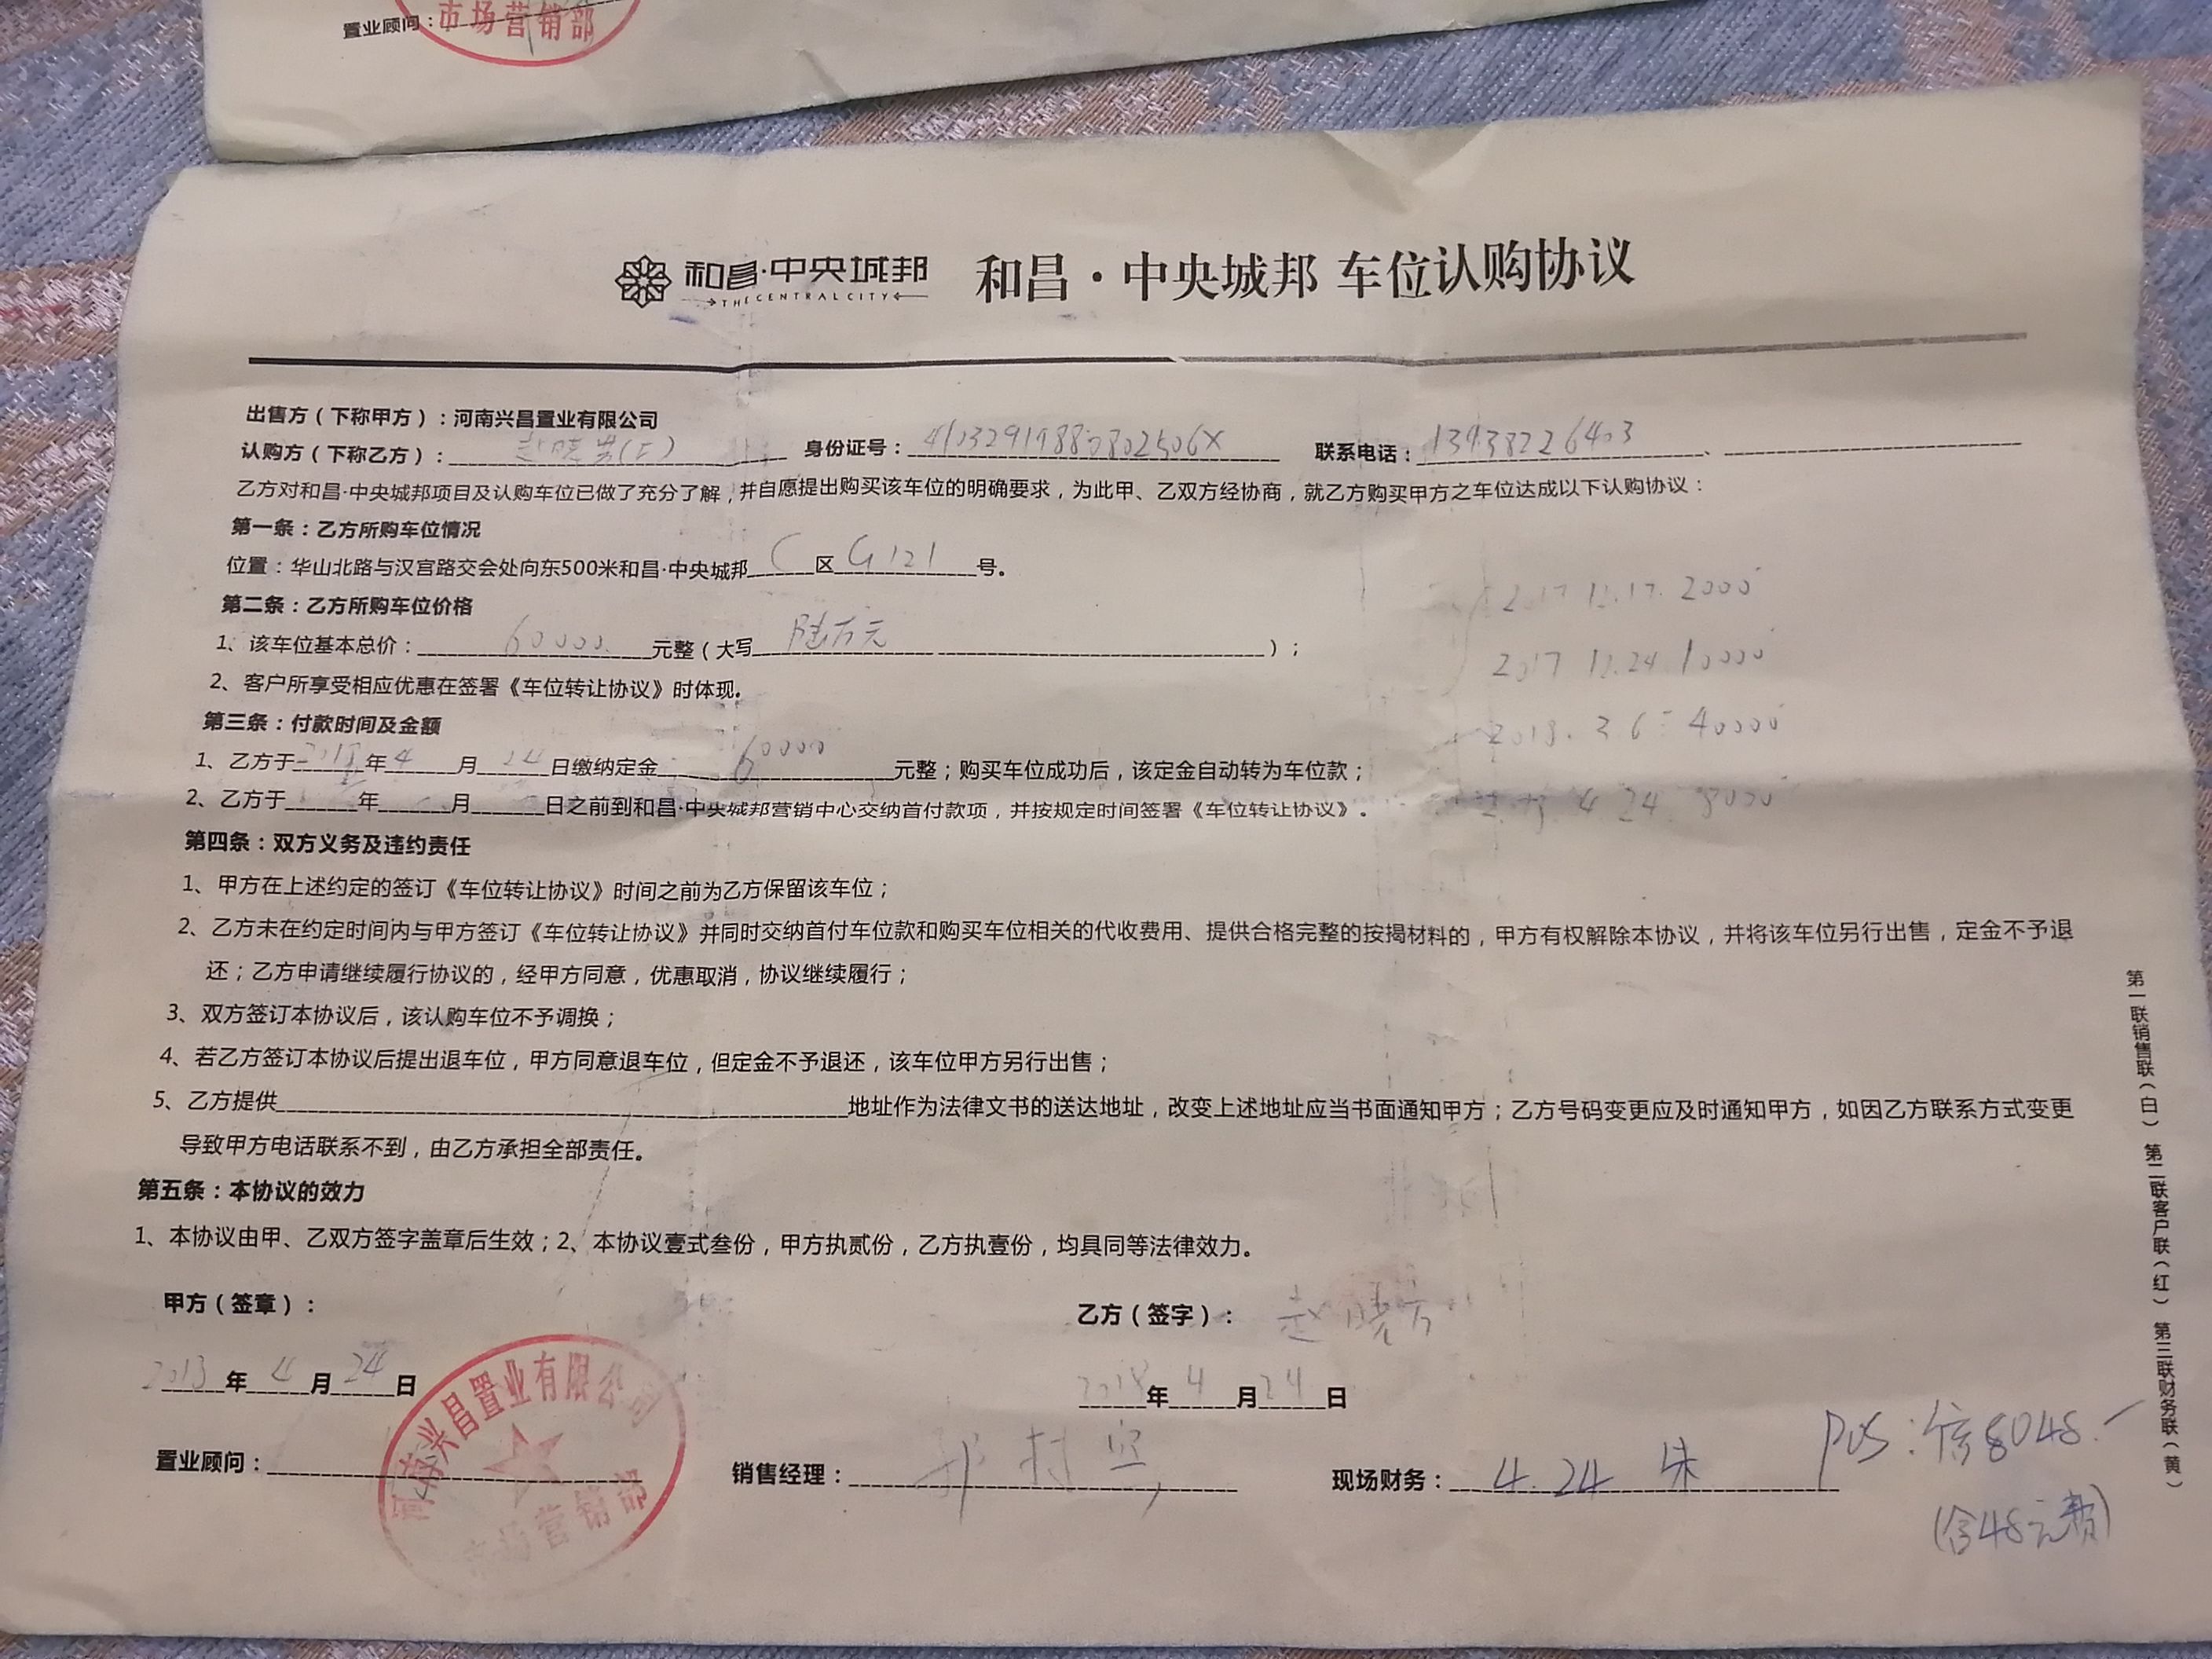 置业顾问：
市场营销部
和昌·中央城邦 和昌·中央城邦 车位认购协议
THE CENTRAL CITY
出售方（下称甲方）：河南兴昌置业有限公司
认购方（下称乙方）： 身份证号： 联系电话：13938226403
乙方对和昌·中央城邦项目及认购车位已做了充分了解，并自愿提出购买该车位的明确要求，为此甲、乙双方经协商，就乙方购买甲方之车位达成以下认购协议：
第一条：乙方所购车位情况
位置：华山北路与汉宫路交会处向东500米和昌·中央城邦 C 区 G121 号。
2017 12.17. 2000
第二条：乙方所购车位价格
1、该车位基本总价：60000.元整（大写 陆万元）；
2017 12.24 10000
2、客户所享受相应优惠在签署《车位转让协议》时体现。
第三条：付款时间及金额
2018. 3 6 40000
1、乙方于2018年4月24日缴纳定金60000元整；购买车位成功后，该定金自动转为车位款；
2、乙方于 年 月 日之前到和昌·中央城邦营销中心交纳首付款项，并按规定时间签署《车位转让协议》。
4 24 8000
第四条：双方义务及违约责任
1、甲方在上述约定的签订《车位转让协议》时间之前为乙方保留该车位；
2、乙方未在约定时间内与甲方签订《车位转让协议》并同时交纳首付车位款和购买车位相关的代收费用、提供合格完整的按揭材料的，甲方有权解除本协议，并将该车位另行出售，定金不予退
还；乙方申请继续履行协议的，经甲方同意，优惠取消，协议继续履行；
3、双方签订本协议后，该认购车位不予调换；
4、若乙方签订本协议后提出退车位，甲方同意退车位，但定金不予退还，该车位甲方另行出售；
5、乙方提供 地址作为法律文书的送达地址，改变上述地址应当书面通知甲方；乙方号码变更应及时通知甲方，如因乙方联系方式变更
导致甲方电话联系不到，由乙方承担全部责任。
第五条：本协议的效力
1、本协议由甲、乙双方签字盖章后生效；2、本协议壹式叁份，甲方执贰份，乙方执壹份，均具同等法律效力。
甲方（签章）： 乙方（签字）：
年4月24日 2018年4月24日
河南兴昌置业有限公司
市场营销部
置业顾问： 销售经理： 现场财务：4.24 朱
POS：信8048.
（含48元费）
第一联销售联（白） 第二联客户联（红） 第三联财务联（黄）